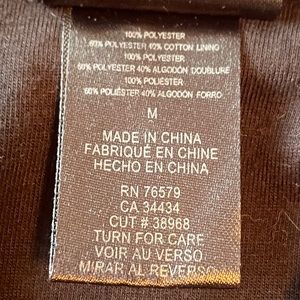 100% POLYESTER
60% POLYESTER 40% COTTON LINING
100% POLYESTER
60% POLYESTER 40% ALGODON DOUBLURE
100% POLIESTER
60% POLIESTER 40% ALGODON FORRO
M
MADE IN CHINA
FABRIQUÉ EN CHINE
HECHO EN CHINA
RN 76579
CA 34434
CUT # 38968
TURN FOR CARE
VOIR AU VERSO
MIRAR AL REVERSO